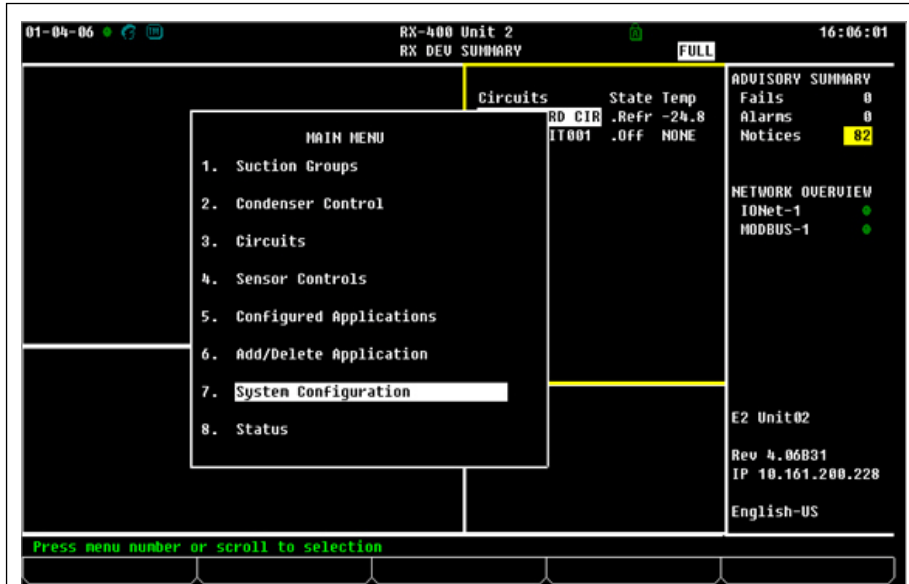 01-04-06 RX-400 Unit 2 16:06:01
RX DEV SUMMARY FULL
Circuits State Temp
RD CIR .Refr -24.8
IT001 .Off NONE
MAIN MENU
1. Suction Groups
2. Condenser Control
3. Circuits
4. Sensor Controls
5. Configured Applications
6. Add/Delete Application
7. System Configuration
8. Status
ADVISORY SUMMARY
Fails 0
Alarms 0
Notices 82
NETWORK OVERVIEW
IONet-1
MODBUS-1
E2 Unit02
Rev 4.06B31
IP 10.161.200.228
English-US
Press menu number or scroll to selection